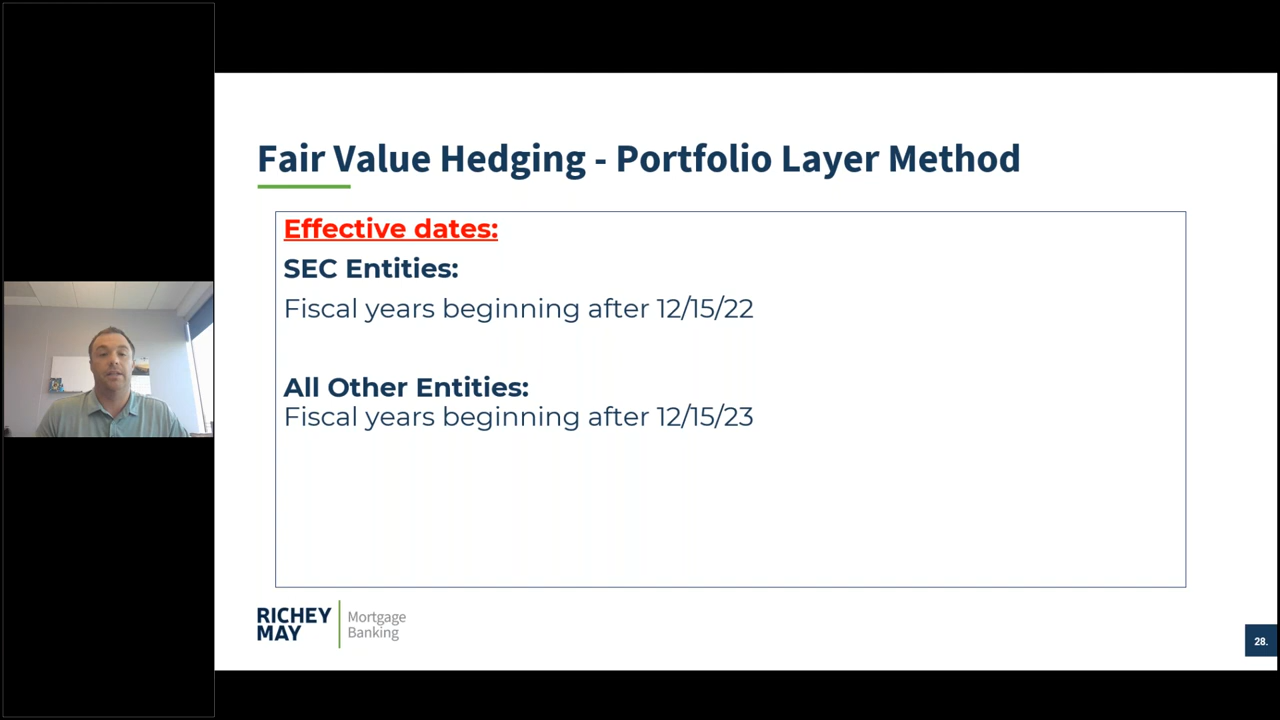 Fair Value Hedging - Portfolio Layer Method
Effective dates:
SEC Entities:
Fiscal years beginning after 12/15/22
All Other Entities:
Fiscal years beginning after 12/15/23
RICHEY
MAY
Mortgage
Banking
28.